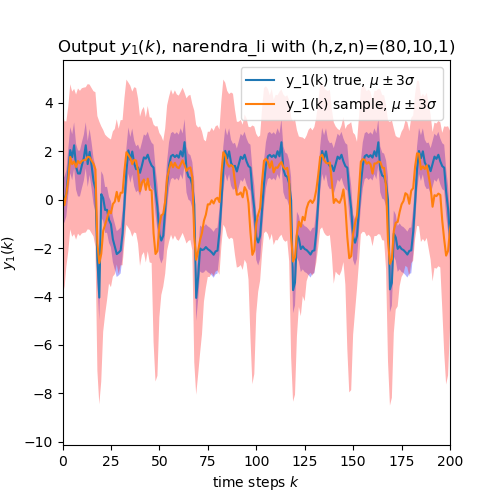 Output y₁(k), narendra_li with (h,z,n)=(80,10,1)
y_1(k) true, μ ± 3σ
y_1(k) sample, μ ± 3σ
y₁(k)
4
2
0
−2
−4
−6
−8
−10
0 25 50 75 100 125 150 175 200
time steps k